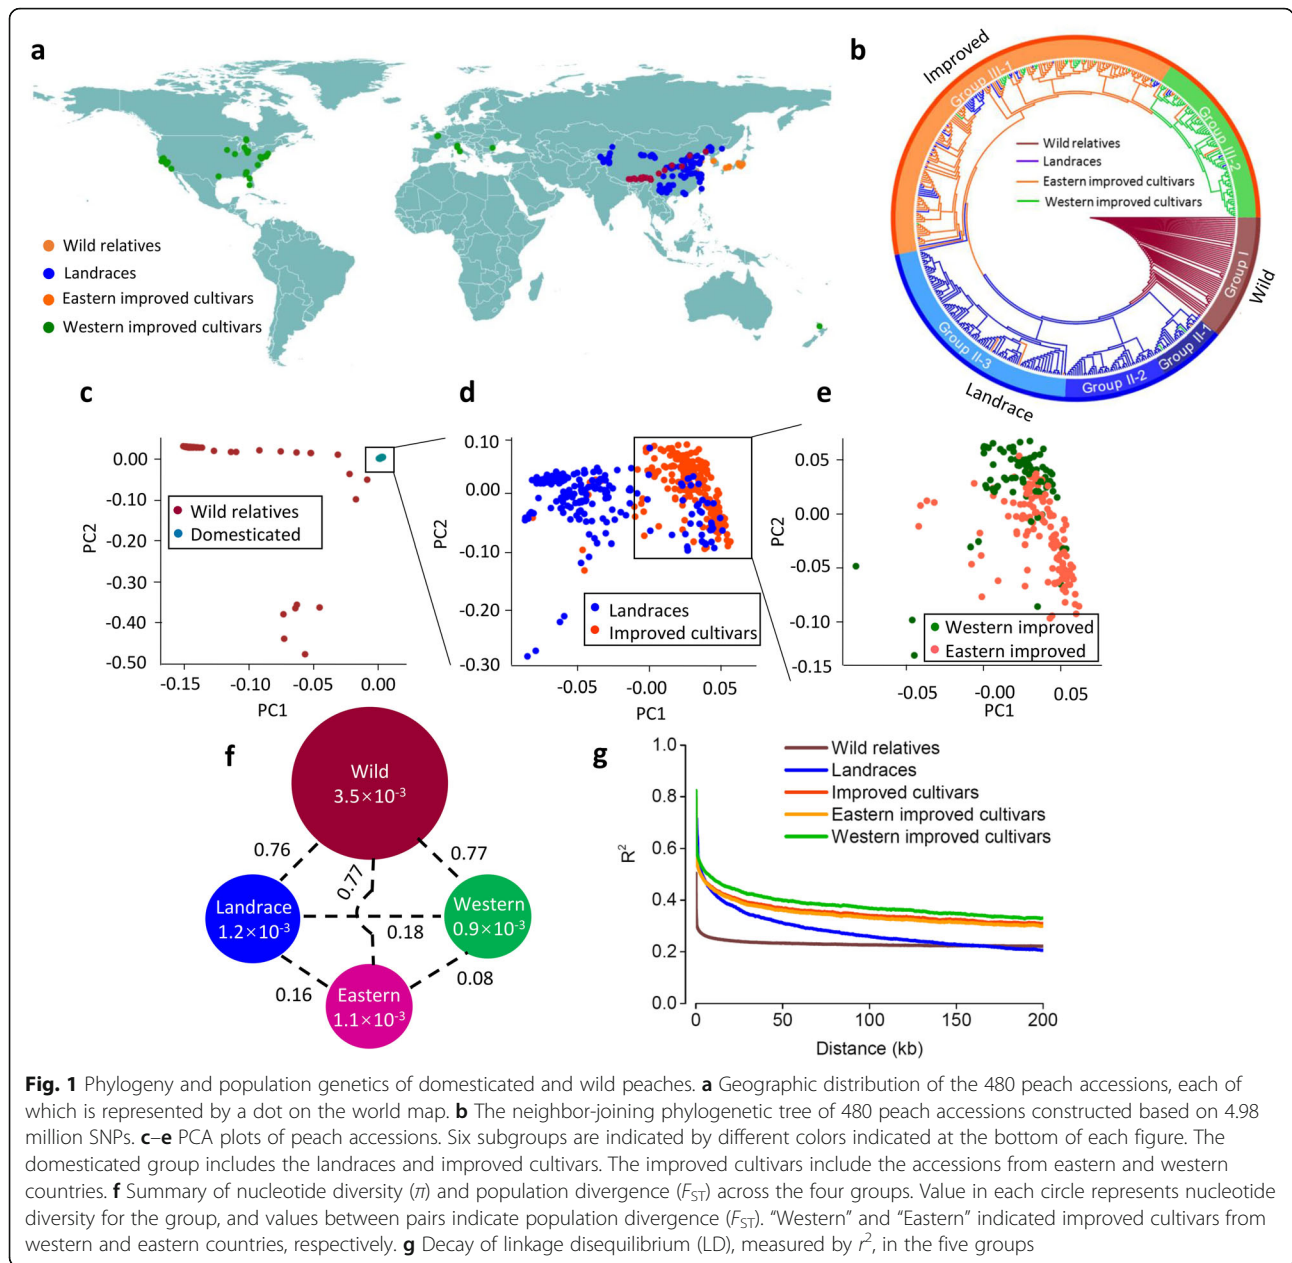 a
Wild relatives
Landraces
Eastern improved cultivars
Western improved cultivars
b
Improved
Group III-1
Group III-2
Wild relatives
Landraces
Eastern improved cultivars
Western improved cultivars
Group I
Wild
Group II-1
Group II-2
Group II-3
Landrace
c
0.00
-0.10
-0.20
-0.30
-0.40
-0.50
PC2
Wild relatives
Domesticated
-0.15 -0.10 -0.05 0.00
PC1
d
0.10
0.00
-0.10
-0.20
-0.30
PC2
Landraces
Improved cultivars
-0.05 -0.00 0.05
PC1
e
0.05
0.00
-0.05
-0.10
-0.15
PC2
Western improved
Eastern improved
-0.05 -0.00 0.05
PC1
f
Wild
3.5×10-3
0.76
0.77
0.77
Landrace
1.2×10-3
Western
0.9×10-3
0.18
0.16
0.08
Eastern
1.1×10-3
g
1.0
0.8
0.6
0.4
0.2
0.0
R2
Wild relatives
Landraces
Improved cultivars
Eastern improved cultivars
Western improved cultivars
0 50 100 150 200
Distance (kb)
Fig. 1 Phylogeny and population genetics of domesticated and wild peaches. a Geographic distribution of the 480 peach accessions, each of
which is represented by a dot on the world map. b The neighbor-joining phylogenetic tree of 480 peach accessions constructed based on 4.98
million SNPs. c–e PCA plots of peach accessions. Six subgroups are indicated by different colors indicated at the bottom of each figure. The
domesticated group includes the landraces and improved cultivars. The improved cultivars include the accessions from eastern and western
countries. f Summary of nucleotide diversity (π) and population divergence (FST) across the four groups. Value in each circle represents nucleotide
diversity for the group, and values between pairs indicate population divergence (FST). “Western” and “Eastern” indicated improved cultivars from
western and eastern countries, respectively. g Decay of linkage disequilibrium (LD), measured by r2, in the five groups